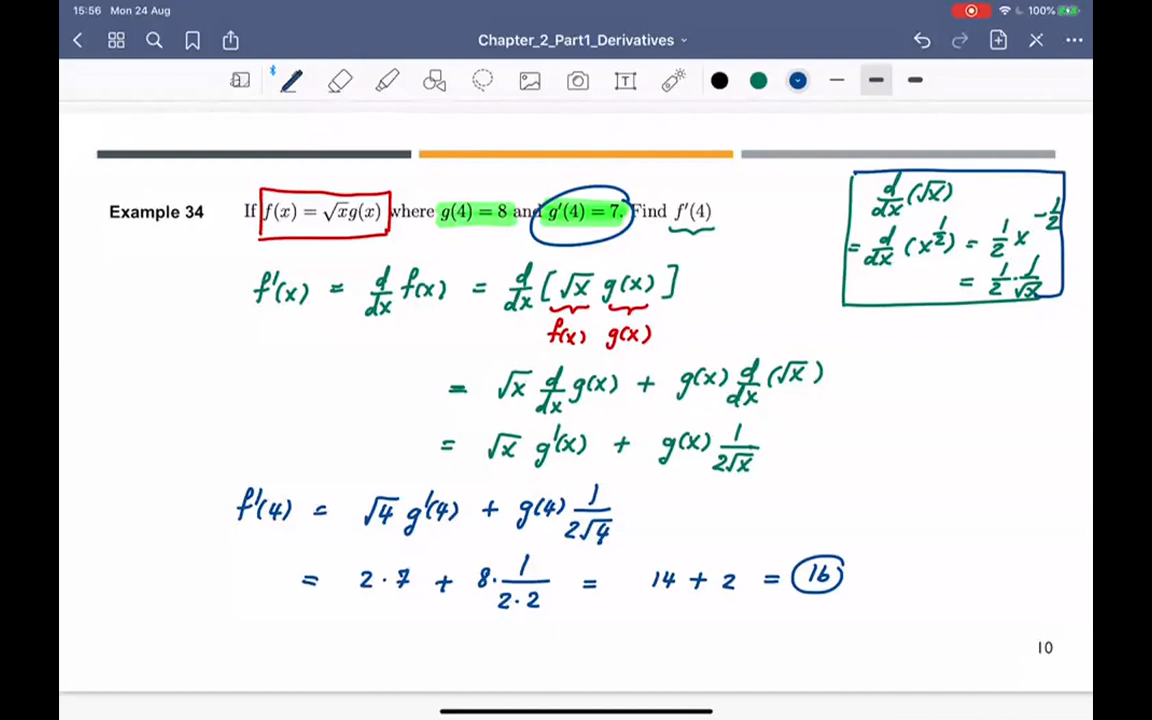 15:56 Mon 24 Aug 100%
Chapter_2_Part1_Derivatives
Example 34 If f(x) = √x g(x) where g(4) = 8 and g′(4) = 7. Find f′(4)
d/dx (√x)
= d/dx (x^{1/2}) = 1/2 x^{-1/2}
= 1/2 · 1/√x
f'(x) = d/dx f(x) = d/dx [√x g(x)]
f(x) g(x)
= √x d/dx g(x) + g(x) d/dx (√x)
= √x g'(x) + g(x) 1/2√x
f'(4) = √4 g'(4) + g(4) 1/2√4
= 2 · 7 + 8 · 1/2·2 = 14 + 2 = 16
10